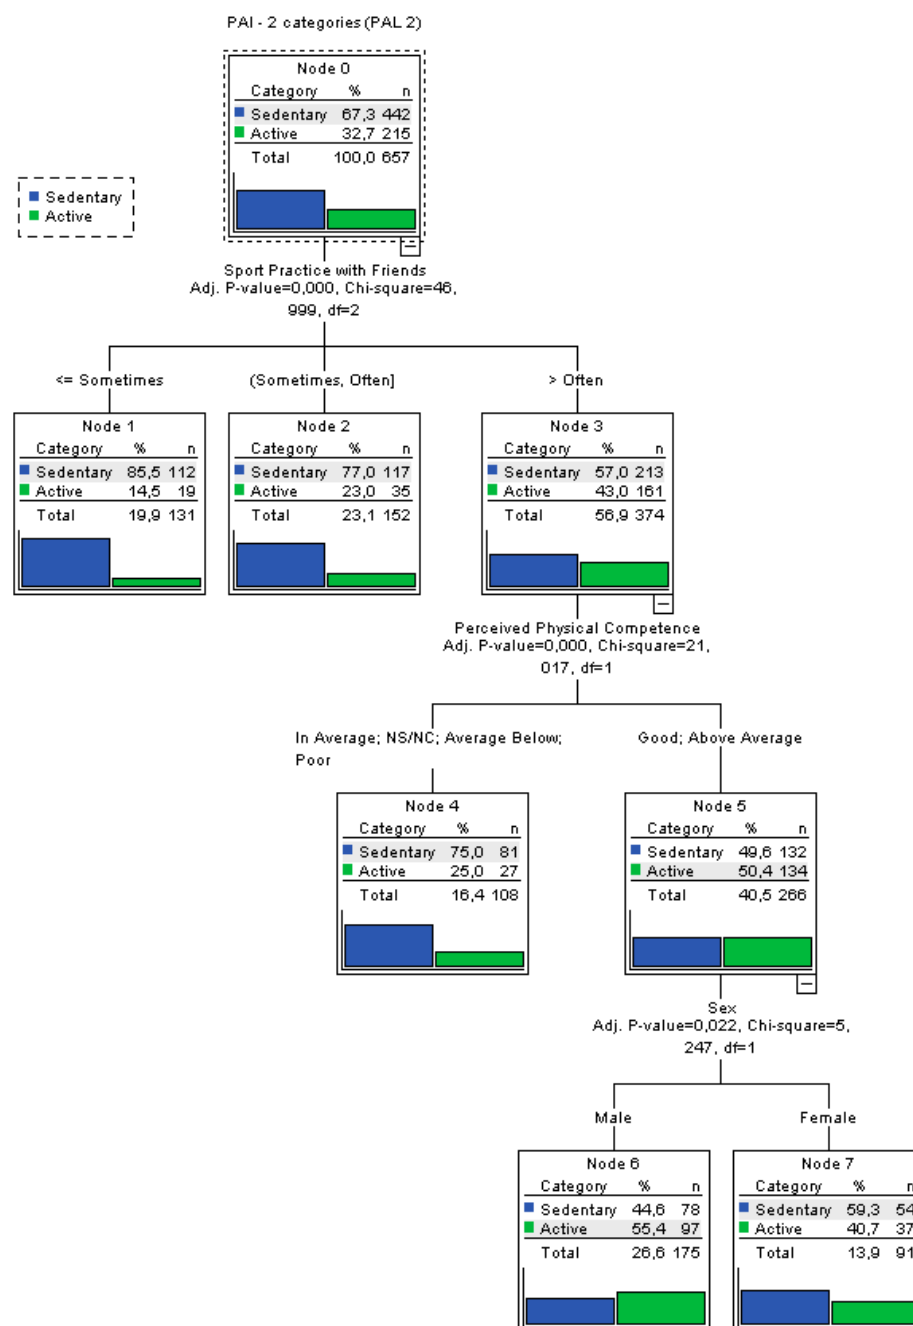 PAI - 2 categories (PAL 2)
Node 0
Category % n
Sedentary 67,3 442
Active 32,7 215
Total 100,0 657
Sedentary
Active
Sport Practice with Friends
Adj. P-value=0,000, Chi-square=46,
999, df=2
<= Sometimes
(Sometimes, Often]
> Often
Node 1
Category % n
Sedentary 85,5 112
Active 14,5 19
Total 19,9 131
Node 2
Category % n
Sedentary 77,0 117
Active 23,0 35
Total 23,1 152
Node 3
Category % n
Sedentary 57,0 213
Active 43,0 161
Total 56,9 374
Perceived Physical Competence
Adj. P-value=0,000, Chi-square=21,
017, df=1
In Average; NS/NC; Average Below;
Poor
Good; Above Average
Node 4
Category % n
Sedentary 75,0 81
Active 25,0 27
Total 16,4 108
Node 5
Category % n
Sedentary 49,6 132
Active 50,4 134
Total 40,5 266
Sex
Adj. P-value=0,022, Chi-square=5,
247, df=1
Male
Female
Node 6
Category % n
Sedentary 44,6 78
Active 55,4 97
Total 26,6 175
Node 7
Category % n
Sedentary 59,3 54
Active 40,7 37
Total 13,9 91